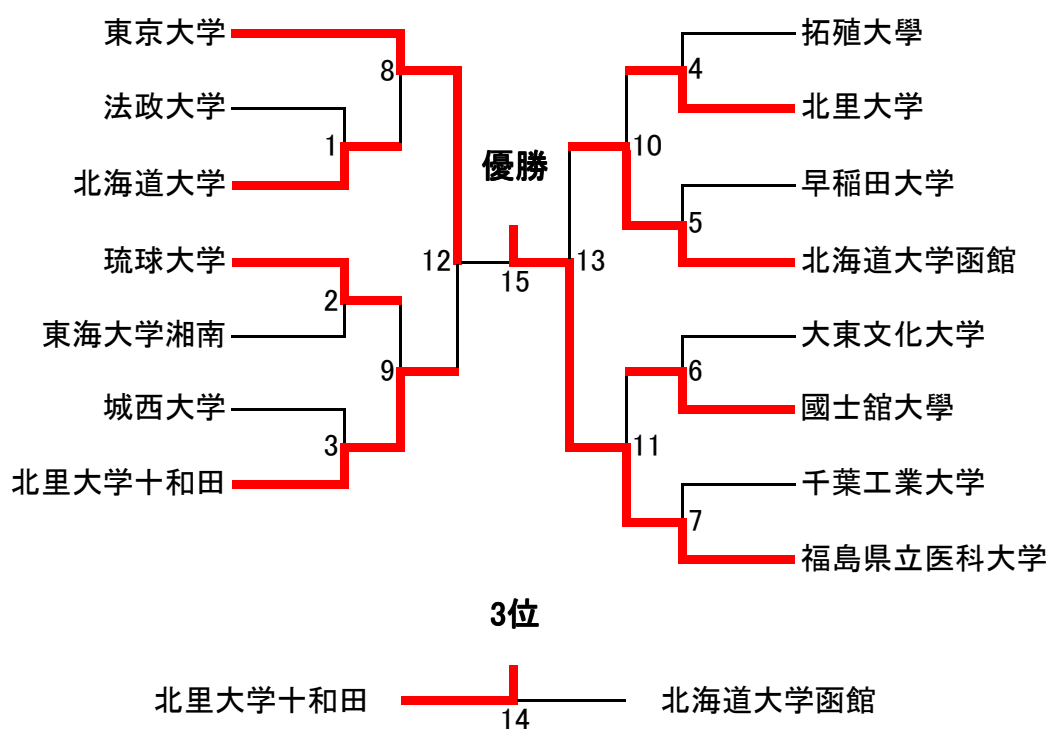 東京大学
8
法政大学
1
北海道大学
琉球大学
2
東海大学湘南
9
城西大学
3
北里大学十和田
12
優勝
15
13
拓殖大學
4
北里大学
10
早稲田大学
5
北海道大学函館
大東文化大学
6
國士舘大學
11
千葉工業大学
7
福島県立医科大学
3位
北里大学十和田
14
北海道大学函館